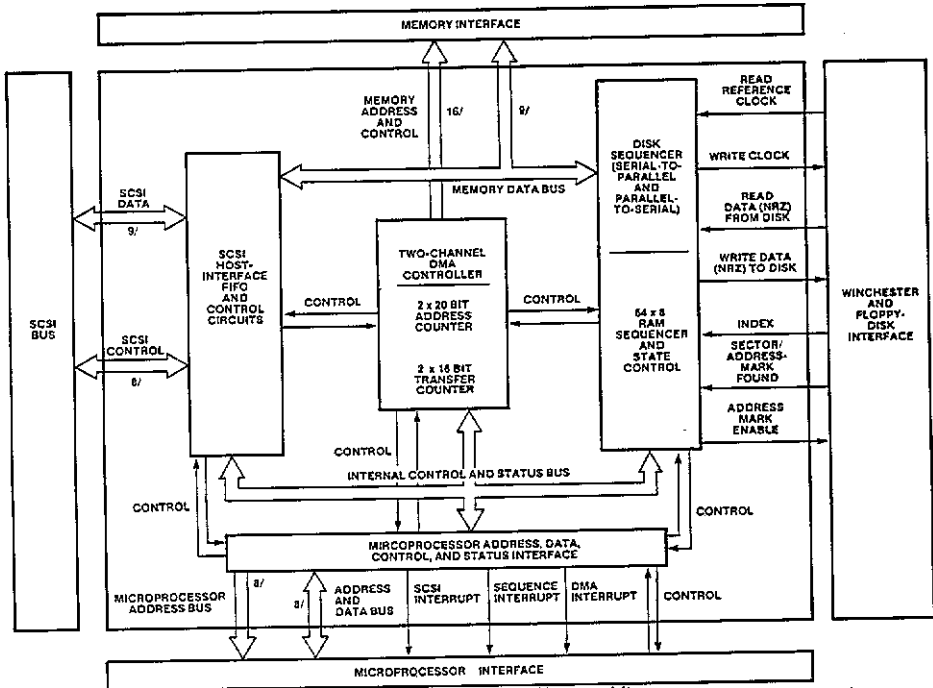 MEMORY INTERFACE
MEMORY
ADDRESS
AND
CONTROL
16/
9/
READ
REFERENCE
CLOCK
DISK
SEQUENCER
(SERIAL-TO-
PARALLEL
AND
PARALLEL-
TO-SERIAL)
WRITE CLOCK
MEMORY DATA BUS
SCSI
DATA
9/
READ
DATA (NRZ)
FROM DISK
SCSI
HOST-
INTERFACE
FIFO
AND
CONTROL
CIRCUITS
TWO-CHANNEL
DMA
CONTROLLER
2 x 20 BIT
ADDRESS
COUNTER
2 x 16 BIT
TRANSFER
COUNTER
WRITE DATA
(NRZ) TO DISK
CONTROL
CONTROL
64 x 8
RAM
SEQUENCER
AND
STATE
CONTROL
WINCHESTER
AND
FLOPPY-
DISK
INTERFACE
SCSI
BUS
INDEX
SCSI
CONTROL
8/
SECTOR/
ADDRESS-
MARK
FOUND
ADDRESS
MARK
ENABLE
CONTROL
INTERNAL CONTROL AND STATUS BUS
CONTROL
CONTROL
MIRCOPROCESSOR ADDRESS, DATA,
CONTROL, AND STATUS INTERFACE
MICROPROCESSOR
ADDRESS BUS
8/
8/
ADDRESS
AND
DATA BUS
SCSI
INTERRUPT
SEQUENCE
INTERRUPT
DMA
INTERRUPT
CONTROL
MICROPROCESSOR INTERFACE